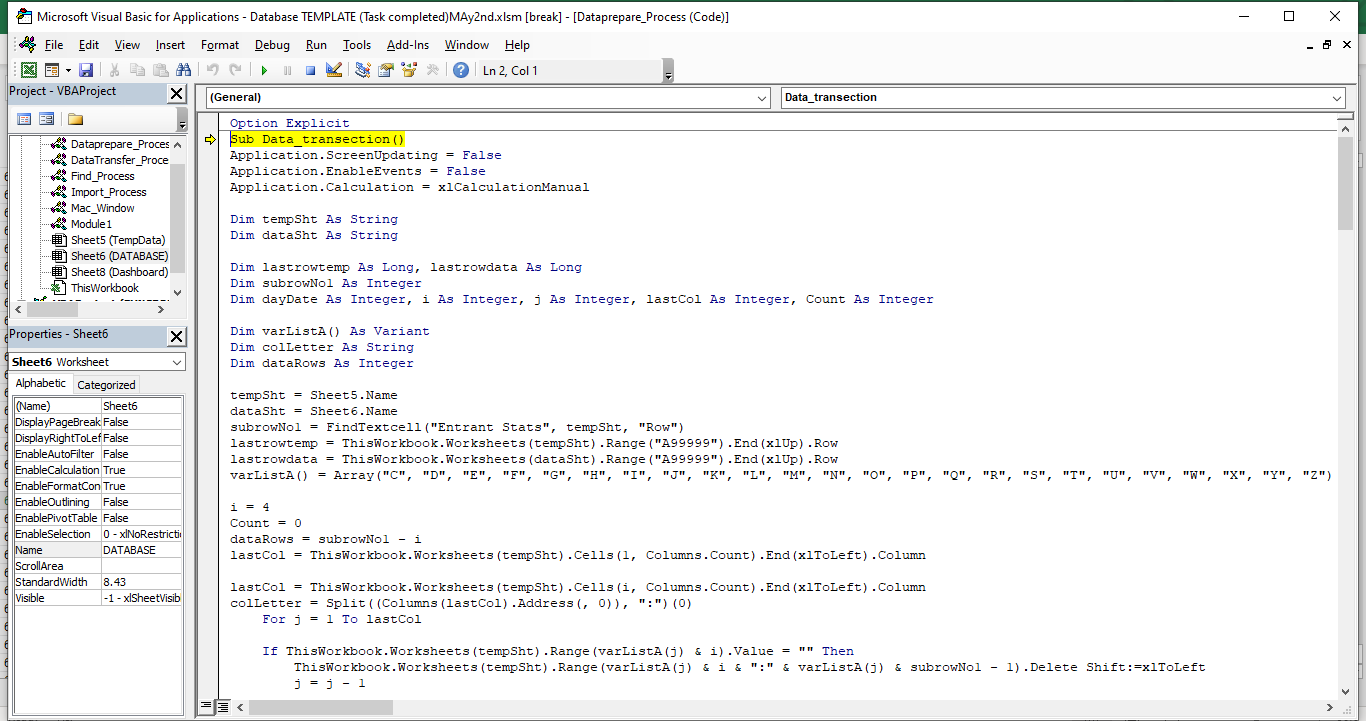 Microsoft Visual Basic for Applications - Database TEMPLATE (Task completed)MAy2nd.xlsm [break] - [Dataprepare_Process (Code)]
File Edit View Insert Format Debug Run Tools Add-Ins Window Help
Ln 2, Col 1
Project - VBAProject
Dataprepare_Proces
DataTransfer_Proce
Find_Process
Import_Process
Mac_Window
Module1
Sheet5 (TempData)
Sheet6 (DATABASE)
Sheet8 (Dashboard)
ThisWorkbook
Properties - Sheet6
Sheet6 Worksheet
Alphabetic Categorized
(Name) Sheet6
DisplayPageBreak False
DisplayRightToLef False
EnableAutoFilter False
EnableCalculation True
EnableFormatCon True
EnableOutlining False
EnablePivotTable False
EnableSelection 0 - xlNoRestricti
Name DATABASE
ScrollArea
StandardWidth 8.43
Visible -1 - xlSheetVisib
(General) Data_transection
Option Explicit
Sub Data_transection()
Application.ScreenUpdating = False
Application.EnableEvents = False
Application.Calculation = xlCalculationManual
Dim tempSht As String
Dim dataSht As String
Dim lastrowtemp As Long, lastrowdata As Long
Dim subrowNo1 As Integer
Dim dayDate As Integer, i As Integer, j As Integer, lastCol As Integer, Count As Integer
Dim varListA() As Variant
Dim colLetter As String
Dim dataRows As Integer
tempSht = Sheet5.Name
dataSht = Sheet6.Name
subrowNo1 = FindTextcell("Entrant Stats", tempSht, "Row")
lastrowtemp = ThisWorkbook.Worksheets(tempSht).Range("A99999").End(xlUp).Row
lastrowdata = ThisWorkbook.Worksheets(dataSht).Range("A99999").End(xlUp).Row
varListA() = Array("C", "D", "E", "F", "G", "H", "I", "J", "K", "L", "M", "N", "O", "P", "Q", "R", "S", "T", "U", "V", "W", "X", "Y", "Z")
i = 4
Count = 0
dataRows = subrowNo1 - i
lastCol = ThisWorkbook.Worksheets(tempSht).Cells(1, Columns.Count).End(xlToLeft).Column
lastCol = ThisWorkbook.Worksheets(tempSht).Cells(i, Columns.Count).End(xlToLeft).Column
colLetter = Split((Columns(lastCol).Address(, 0)), ":")(0)
For j = 1 To lastCol
If ThisWorkbook.Worksheets(tempSht).Range(varListA(j) & i).Value = "" Then
ThisWorkbook.Worksheets(tempSht).Range(varListA(j) & i & ":" & varListA(j) & subrowNo1 - 1).Delete Shift:=xlToLeft
j = j - 1